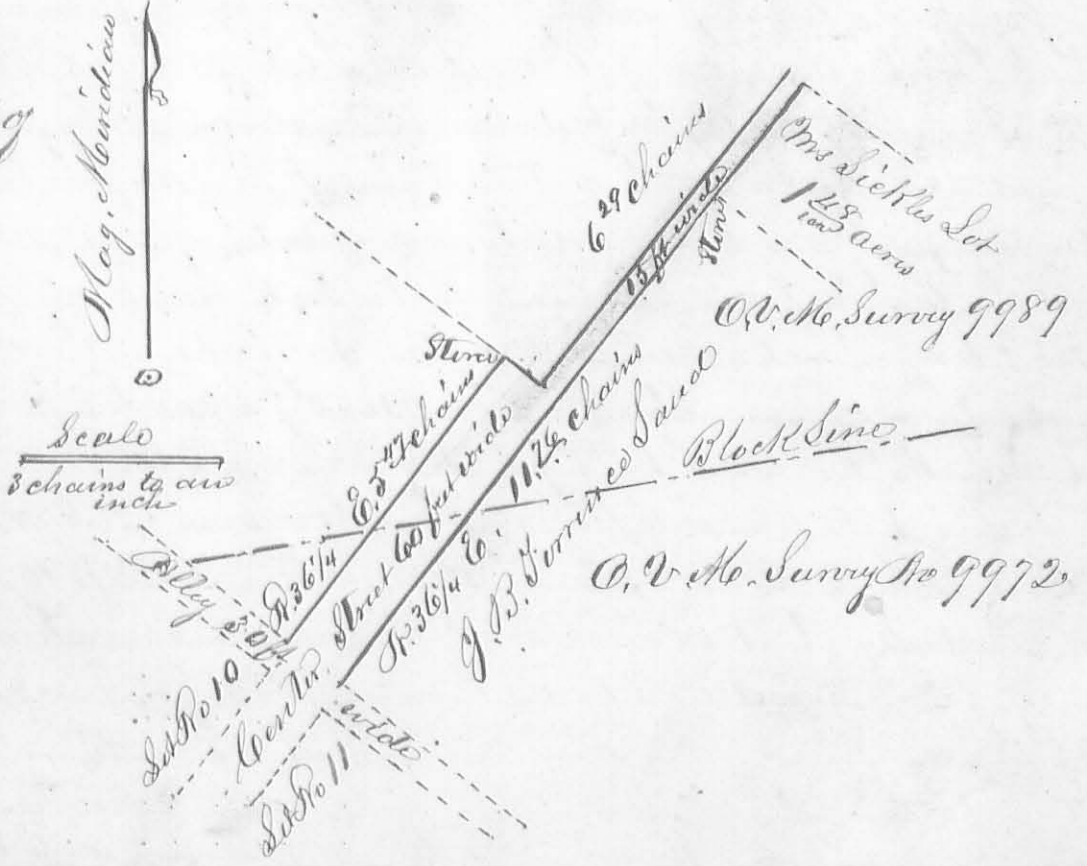 Mag. Meridian
Scale
3 chains to an
inch
6 29 chains
15 ft wide
Stone
Mrs Sickles Lot
1 48/100 acres
O.V.M. Survey 9989
Stone
N. 36 1/4 E. 5 47 chains
Center Street 60 feet wide
N. 36 1/4 E. 11.76 chains
J. B. Torrence Land
Block Line
O.V.M. Survey No 9972
Alley 30 ft
wide
Lot No 10
Lot No 11